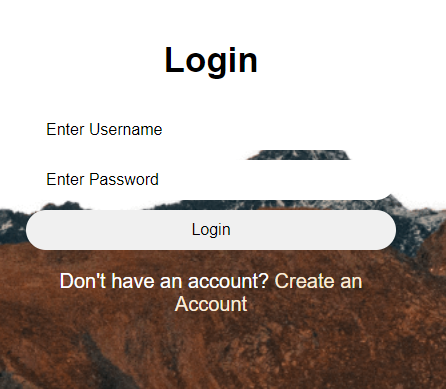 Login
Enter Username
Enter Password
Login
Don't have an account? Create an
Account